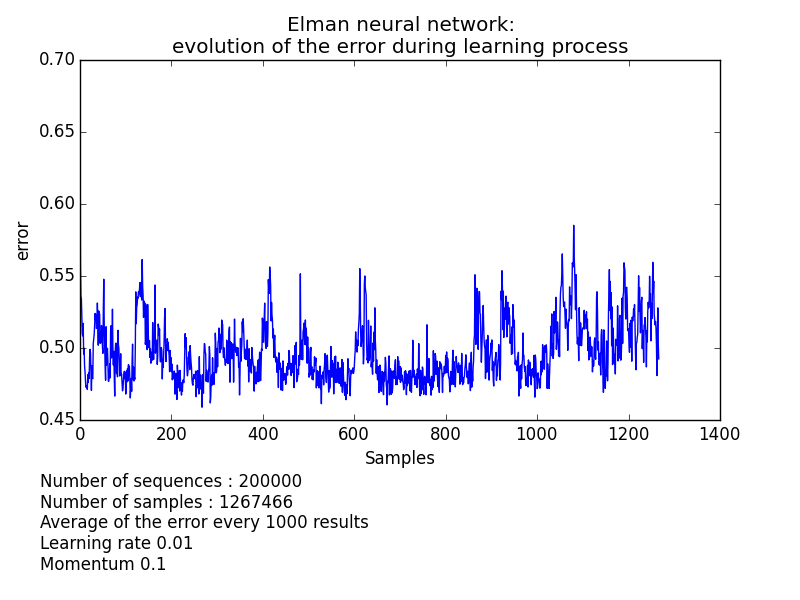 Elman neural network:
evolution of the error during learning process
0.70
0.65
0.60
0.55
0.50
0.45
error
0 200 400 600 800 1000 1200 1400
Samples
Number of sequences : 200000
Number of samples : 1267466
Average of the error every 1000 results
Learning rate 0.01
Momentum 0.1